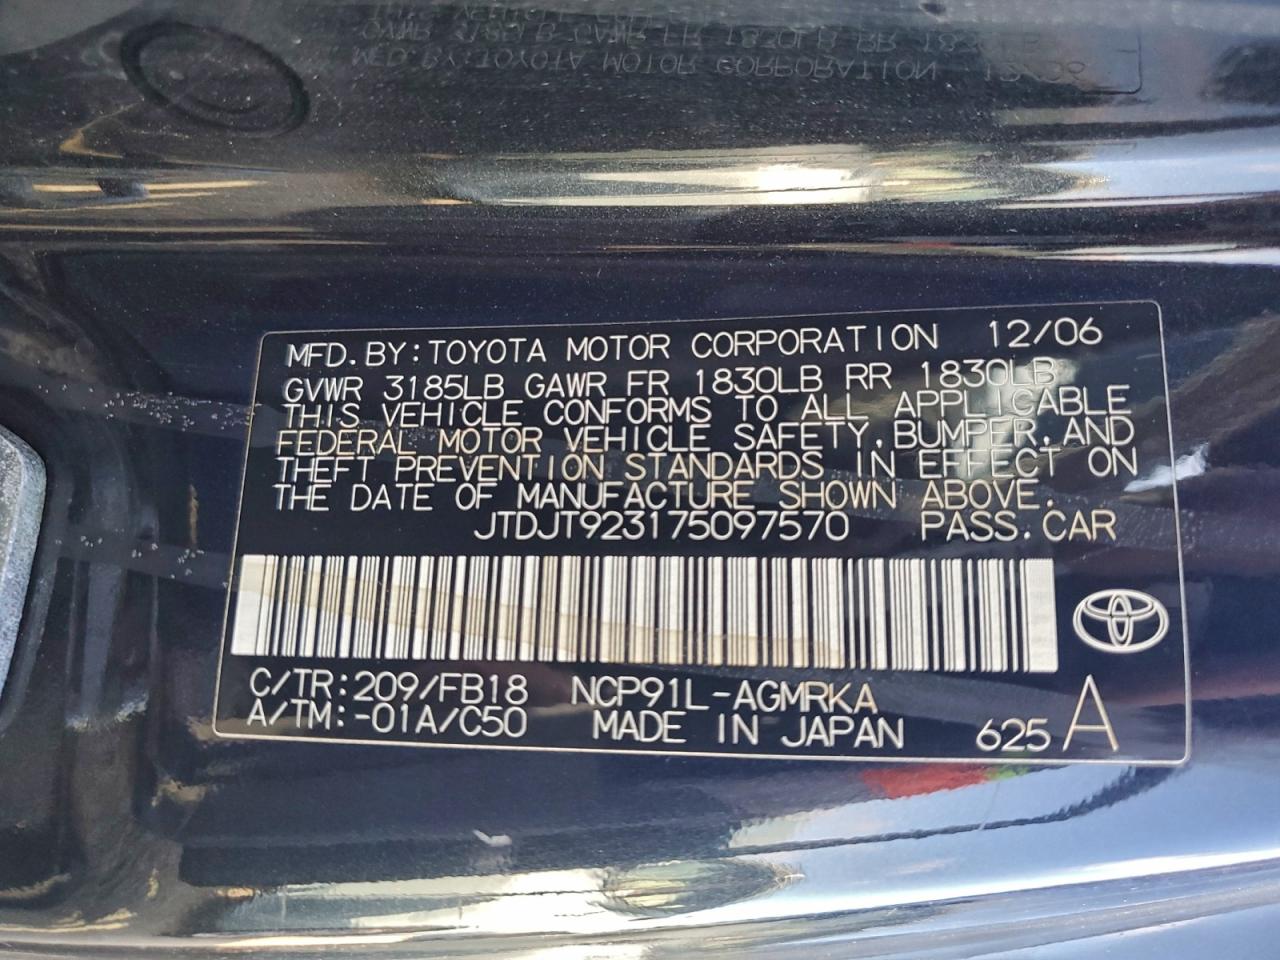 MFD.BY:TOYOTA MOTOR CORPORATION 12/06
GVWR 3185LB GAWR FR 1830LB RR 1830LB
THIS VEHICLE CONFORMS TO ALL APPLICABLE
FEDERAL MOTOR VEHICLE SAFETY,BUMPER,AND
THEFT PREVENTION STANDARDS IN EFFECT ON
THE DATE OF MANUFACTURE SHOWN ABOVE.
JTDJT923175097570 PASS.CAR
C/TR:209/FB18 NCP91L-AGMRKA
A/TM:-01A/C50 MADE IN JAPAN 625 A